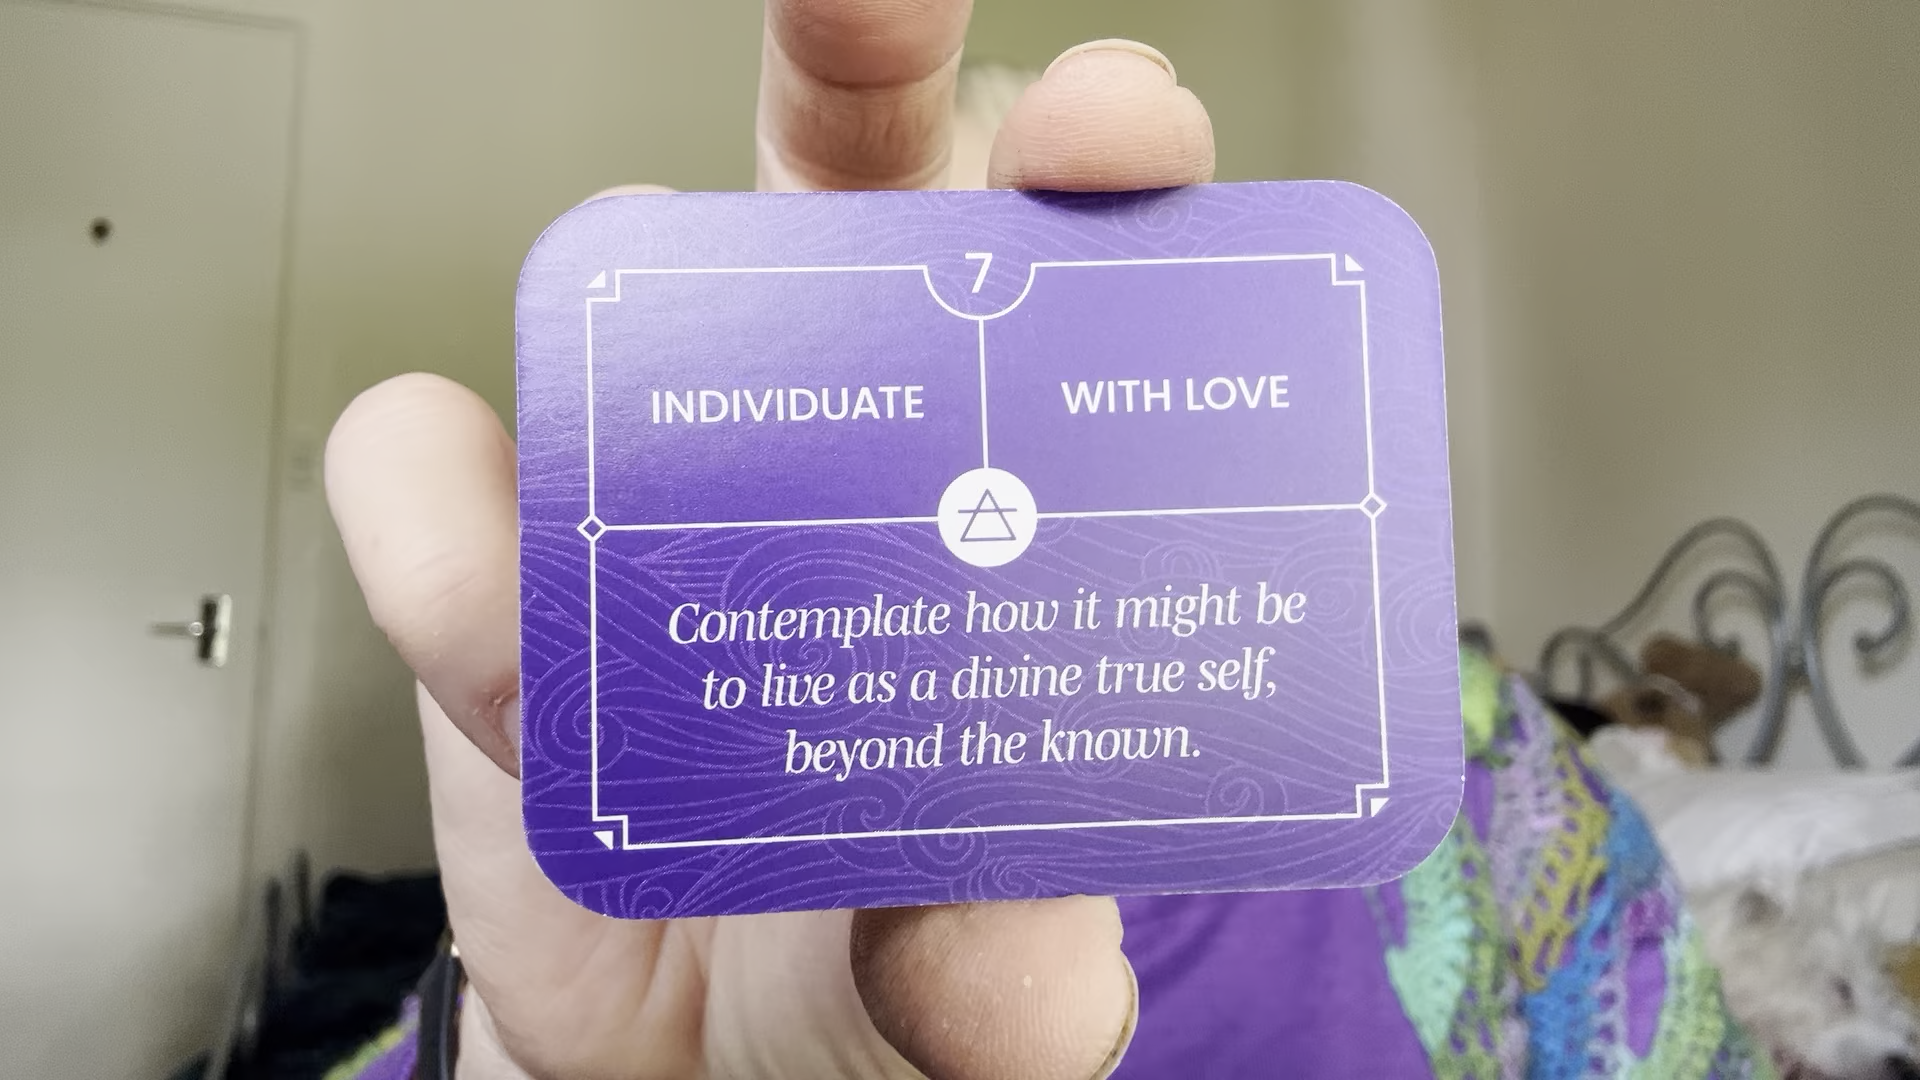 7
INDIVIDUATE
WITH LOVE
Contemplate how it might be
to live as a divine true self,
beyond the known.